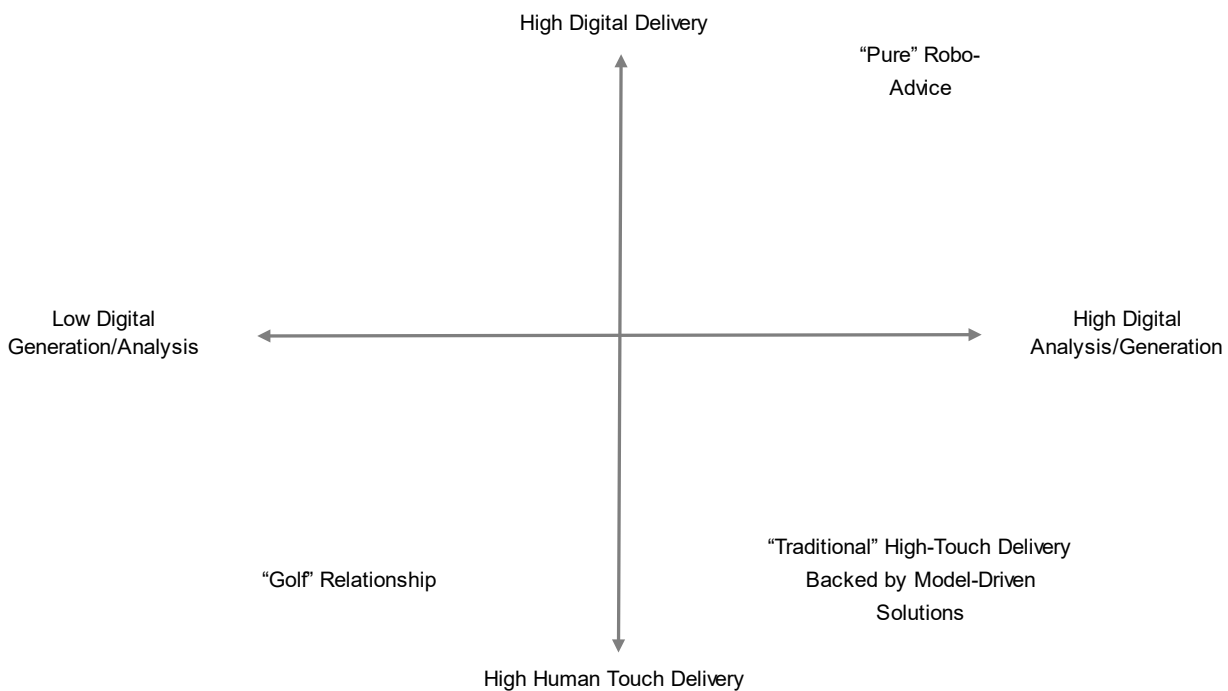 High Digital Delivery
“Pure” Robo-
Advice
Low Digital
Generation/Analysis
High Digital
Analysis/Generation
“Golf” Relationship
“Traditional” High-Touch Delivery
Backed by Model-Driven
Solutions
High Human Touch Delivery